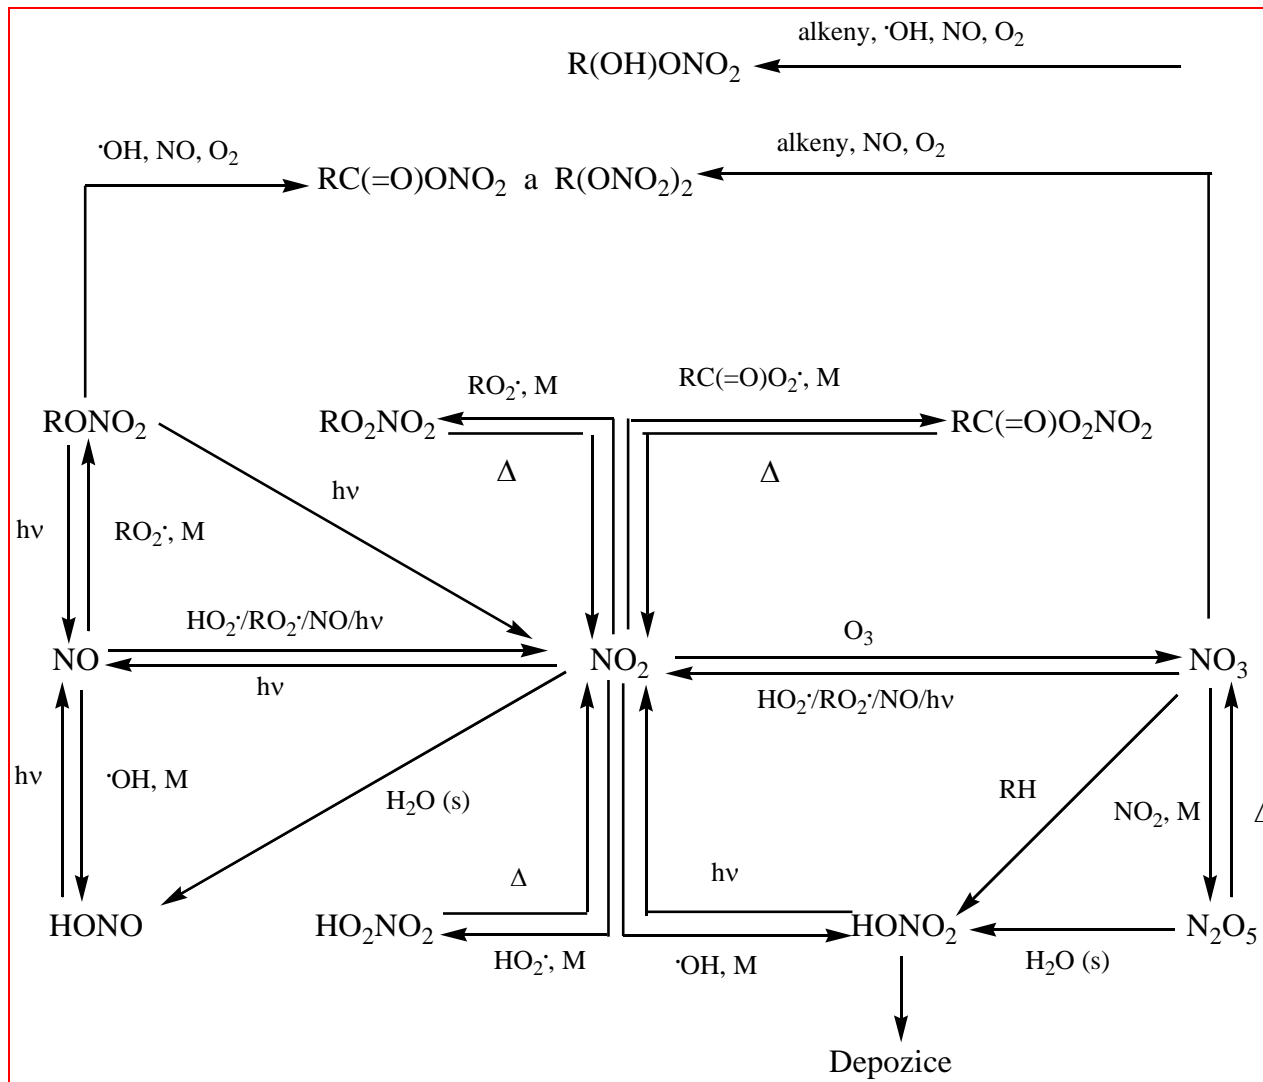 alkeny, ·OH, NO, O₂
R(OH)ONO₂
·OH, NO, O₂
alkeny, NO, O₂
RC(=O)ONO₂ a R(ONO₂)₂
RO₂·, M
RC(=O)O₂·, M
RONO₂
RO₂NO₂
RC(=O)O₂NO₂
Δ
Δ
hν
hν
RO₂·, M
HO₂·/RO₂·/NO/hν
O₃
NO
NO₂
NO₃
hν
HO₂·/RO₂·/NO/hν
hν
·OH, M
H₂O (s)
RH
NO₂, M
Δ
Δ
hν
HONO
HO₂NO₂
HONO₂
N₂O₅
HO₂·, M
·OH, M
H₂O (s)
Depozice